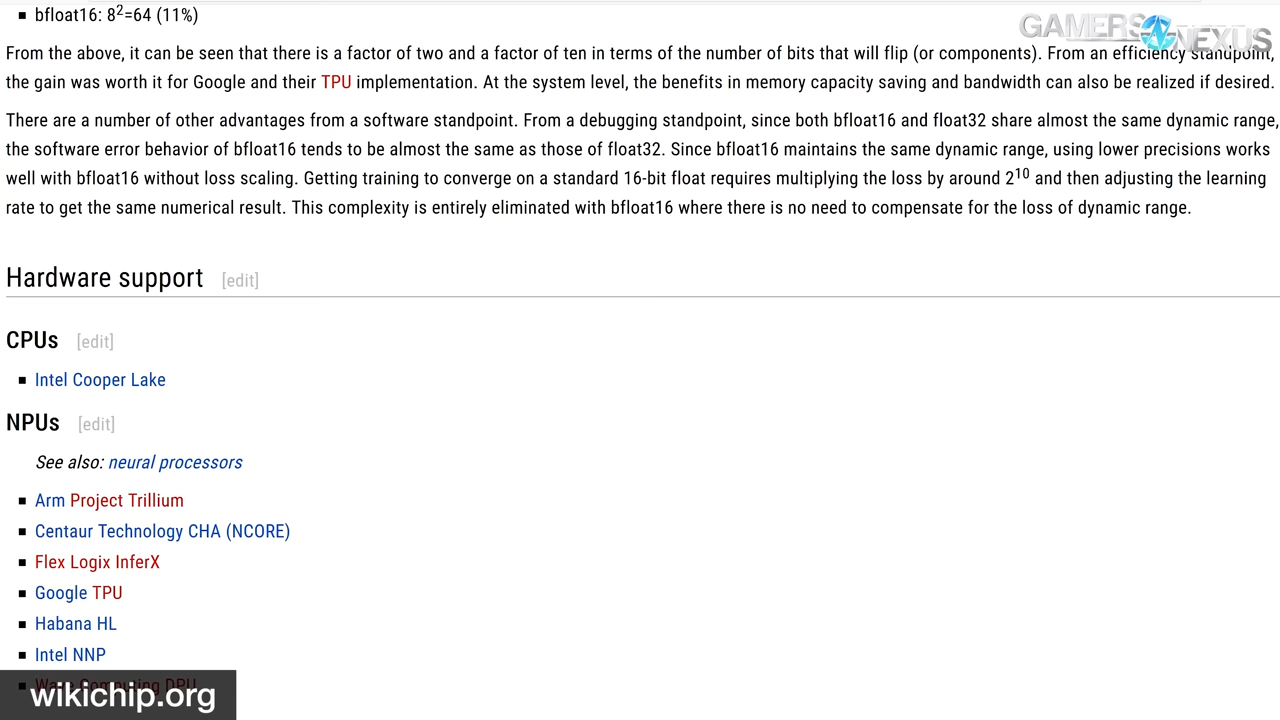 GAMERS NEXUS
▪ bfloat16: 8²=64 (11%)
From the above, it can be seen that there is a factor of two and a factor of ten in terms of the number of bits that will flip (or components). From an efficiency standpoint,
the gain was worth it for Google and their TPU implementation. At the system level, the benefits in memory capacity saving and bandwidth can also be realized if desired.
There are a number of other advantages from a software standpoint. From a debugging standpoint, since both bfloat16 and float32 share almost the same dynamic range,
the software error behavior of bfloat16 tends to be almost the same as those of float32. Since bfloat16 maintains the same dynamic range, using lower precisions works
well with bfloat16 without loss scaling. Getting training to converge on a standard 16-bit float requires multiplying the loss by around 2¹⁰ and then adjusting the learning
rate to get the same numerical result. This complexity is entirely eliminated with bfloat16 where there is no need to compensate for the loss of dynamic range.
Hardware support [edit]
CPUs [edit]
▪ Intel Cooper Lake
NPUs [edit]
See also: neural processors
▪ Arm Project Trillium
▪ Centaur Technology CHA (NCORE)
▪ Flex Logix InferX
▪ Google TPU
▪ Habana HL
▪ Intel NNP
▪ Wave Computing DPU
wikichip.org